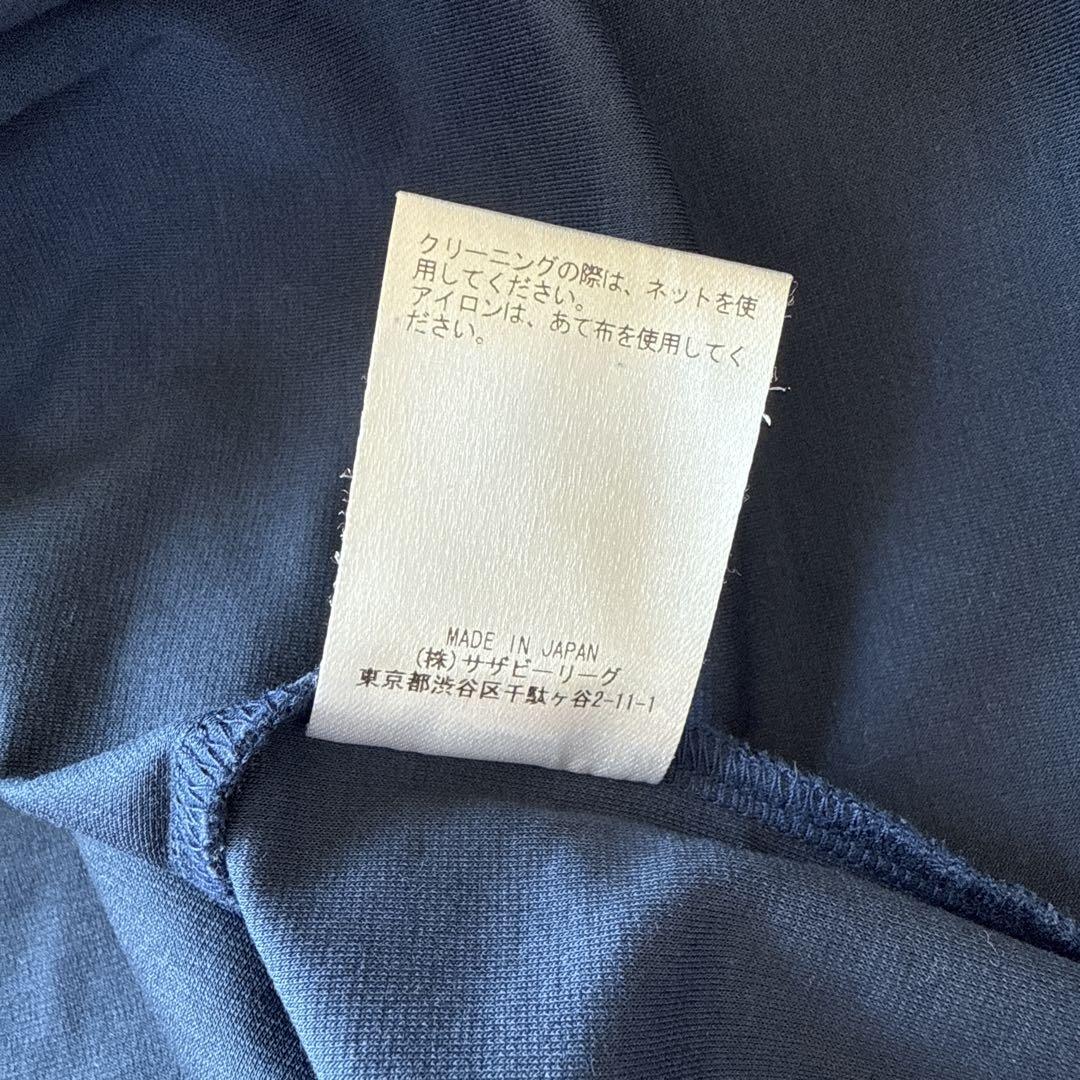 クリーニングの際は、ネットを使
用してください。
アイロンは、あて布を使用してく
ださい。
MADE IN JAPAN
(株)サザビーリーグ
東京都渋谷区千駄ヶ谷2-11-1